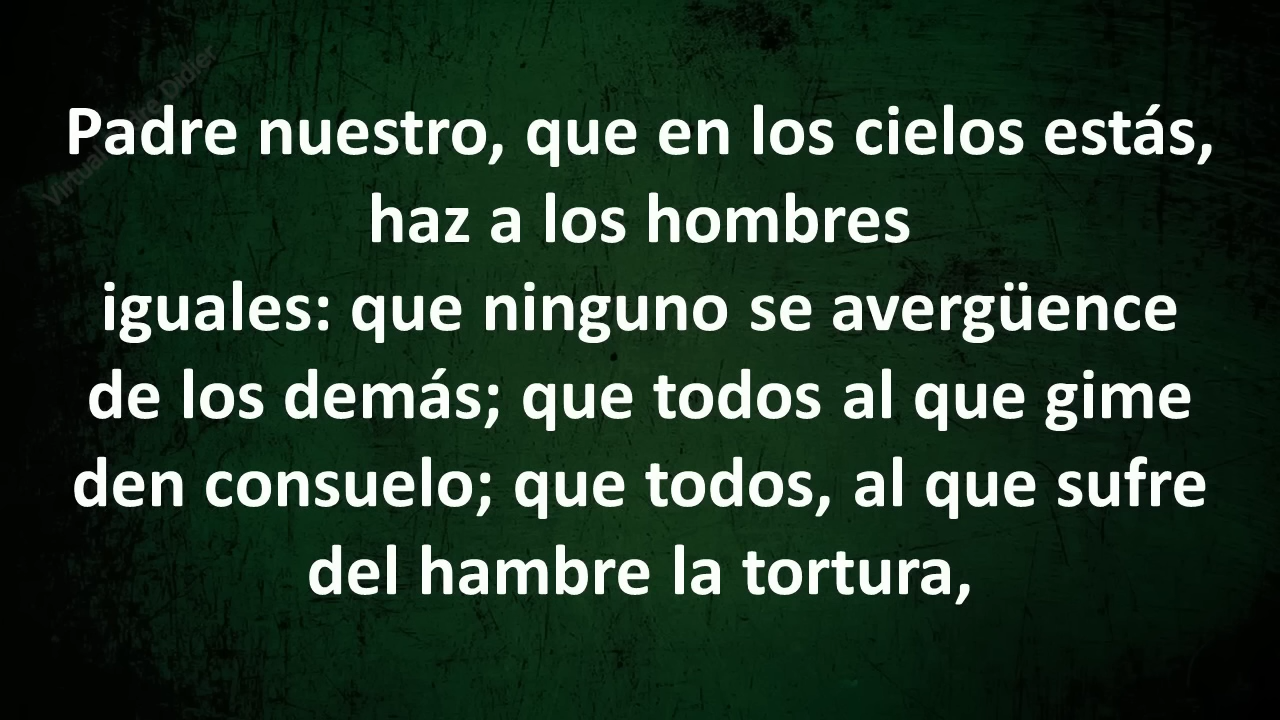 Padre nuestro, que en los cielos estás,
haz a los hombres
iguales: que ninguno se avergüence
de los demás; que todos al que gime
den consuelo; que todos, al que sufre
del hambre la tortura,